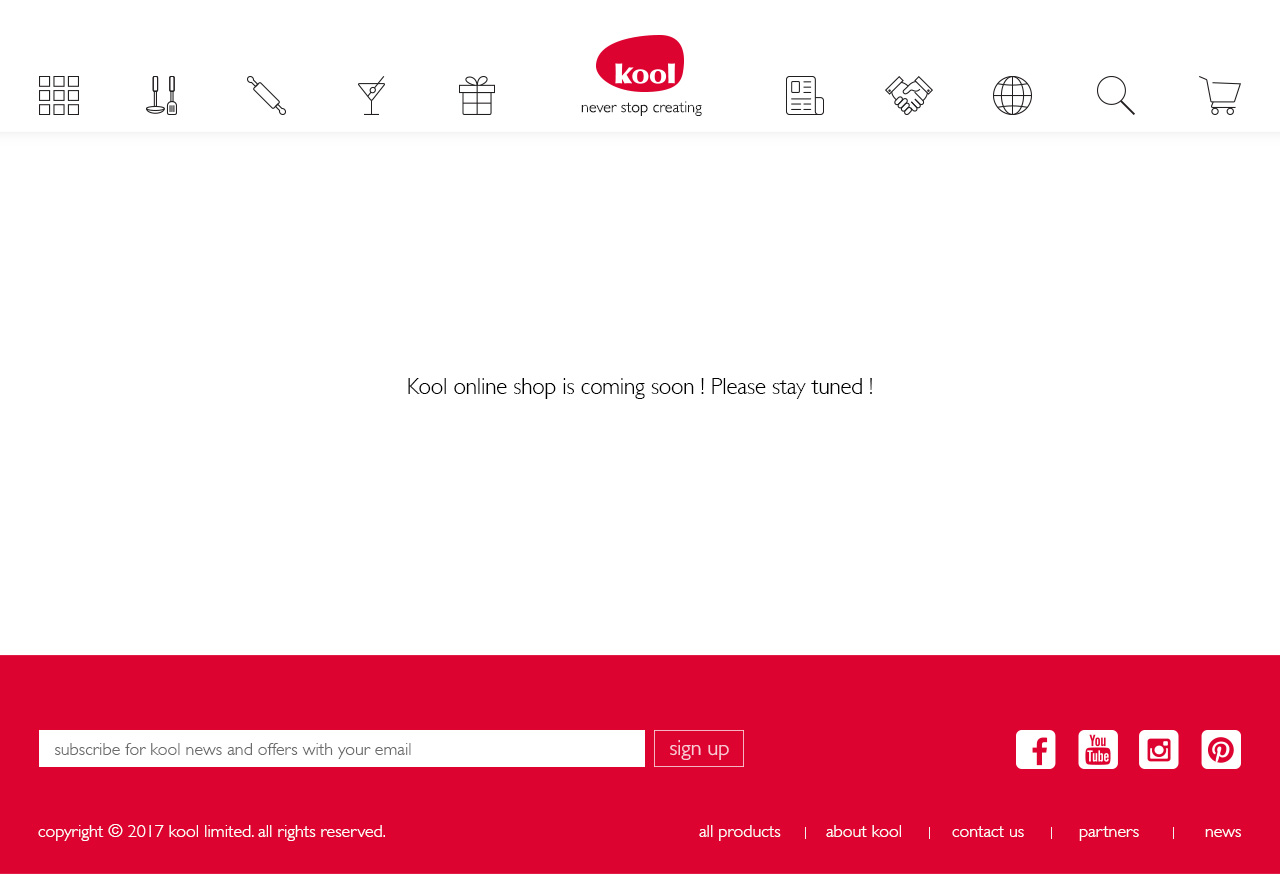 kool
never stop creating
Kool online shop is coming soon ! Please stay tuned !
subscribe for kool news and offers with your email
sign up
You
Tube
copyright © 2017 kool limited. all rights reserved.
all products | about kool | contact us | partners | news